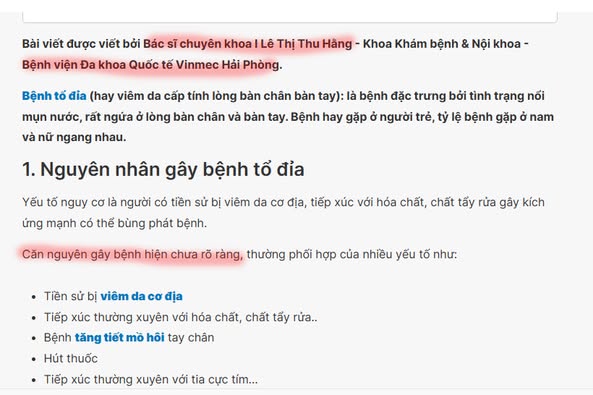 Bài viết được viết bởi Bác sĩ chuyên khoa I Lê Thị Thu Hằng - Khoa Khám bệnh & Nội khoa -
Bệnh viện Đa khoa Quốc tế Vinmec Hải Phòng.
Bệnh tổ đỉa (hay viêm da cấp tính lòng bàn chân bàn tay): là bệnh đặc trưng bởi tình trạng nổi
mụn nước, rất ngứa ở lòng bàn chân và bàn tay. Bệnh hay gặp ở người trẻ, tỷ lệ bệnh gặp ở nam
và nữ ngang nhau.
1. Nguyên nhân gây bệnh tổ đỉa
Yếu tố nguy cơ là người có tiền sử bị viêm da cơ địa, tiếp xúc với hóa chất, chất tẩy rửa gây kích
ứng mạnh có thể bùng phát bệnh.
Căn nguyên gây bệnh hiện chưa rõ ràng, thường phối hợp của nhiều yếu tố như:
• Tiền sử bị viêm da cơ địa
• Tiếp xúc thường xuyên với hóa chất, chất tẩy rửa..
• Bệnh tăng tiết mồ hôi tay chân
• Hút thuốc
• Tiếp xúc thường xuyên với tia cực tím...